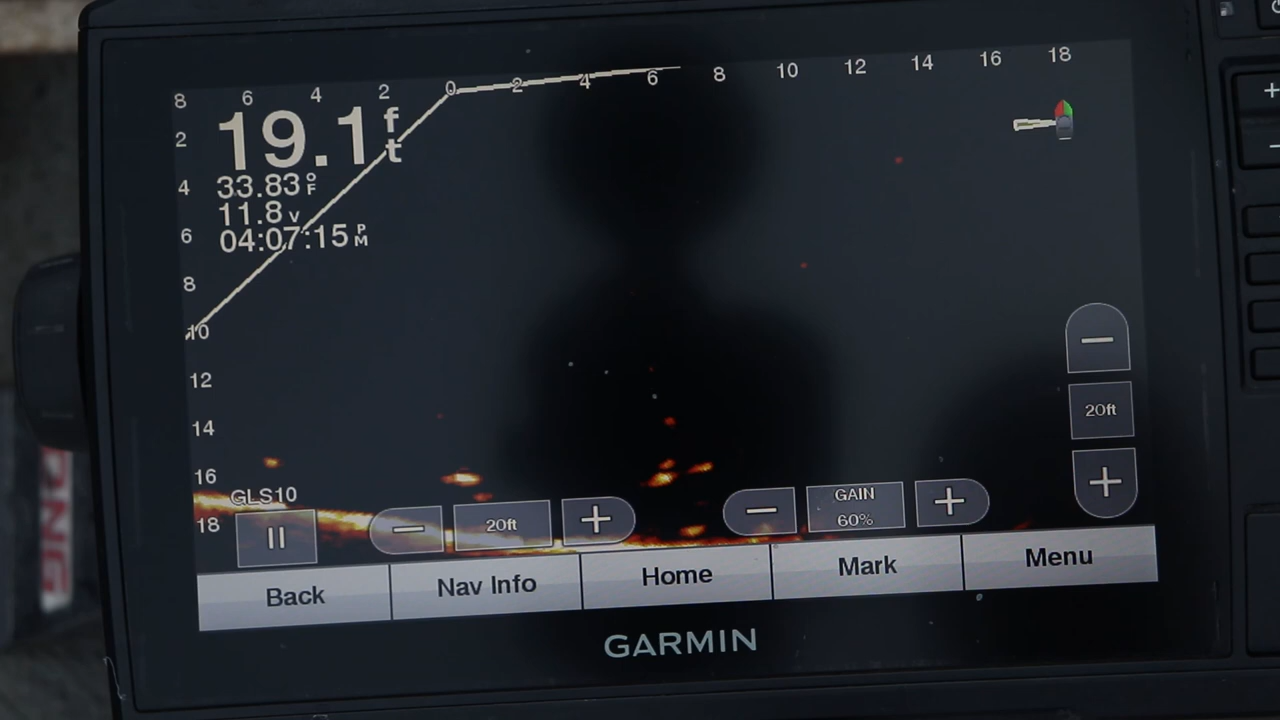 8 6 4 2 0 2 4 6 8 10 12 14 16 18
19.1 ft
2
4
33.83 °F
11.8 V
6
04:07:15 PM
8
10
12
14
16
18
GLS10
20ft
20ft
GAIN
60%
Back Nav Info Home Mark Menu
GARMIN